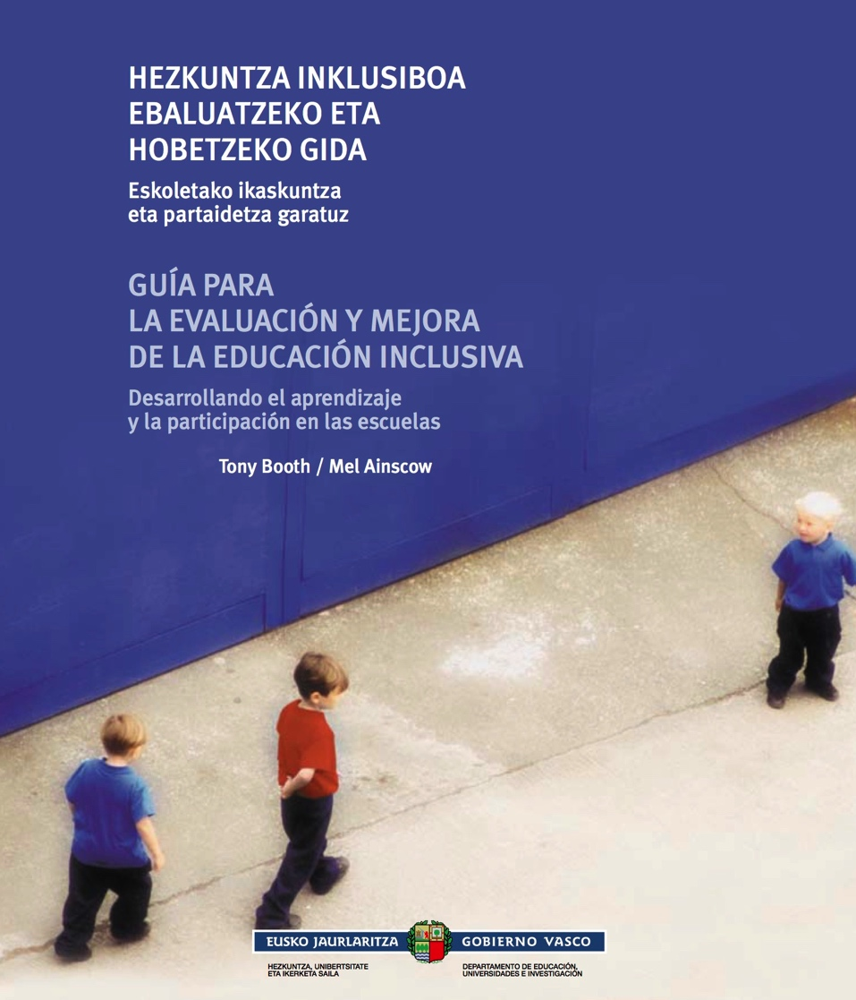 HEZKUNTZA INKLUSIBOA
EBALUATZEKO ETA
HOBETZEKO GIDA
Eskoletako ikaskuntza
eta partaidetza garatuz
GUÍA PARA
LA EVALUACIÓN Y MEJORA
DE LA EDUCACIÓN INCLUSIVA
Desarrollando el aprendizaje
y la participación en las escuelas
Tony Booth / Mel Ainscow
EUSKO JAURLARITZA
GOBIERNO VASCO
HEZKUNTZA, UNIBERTSITATE
ETA IKERKETA SAILA
DEPARTAMENTO DE EDUCACIÓN,
UNIVERSIDADES E INVESTIGACIÓN